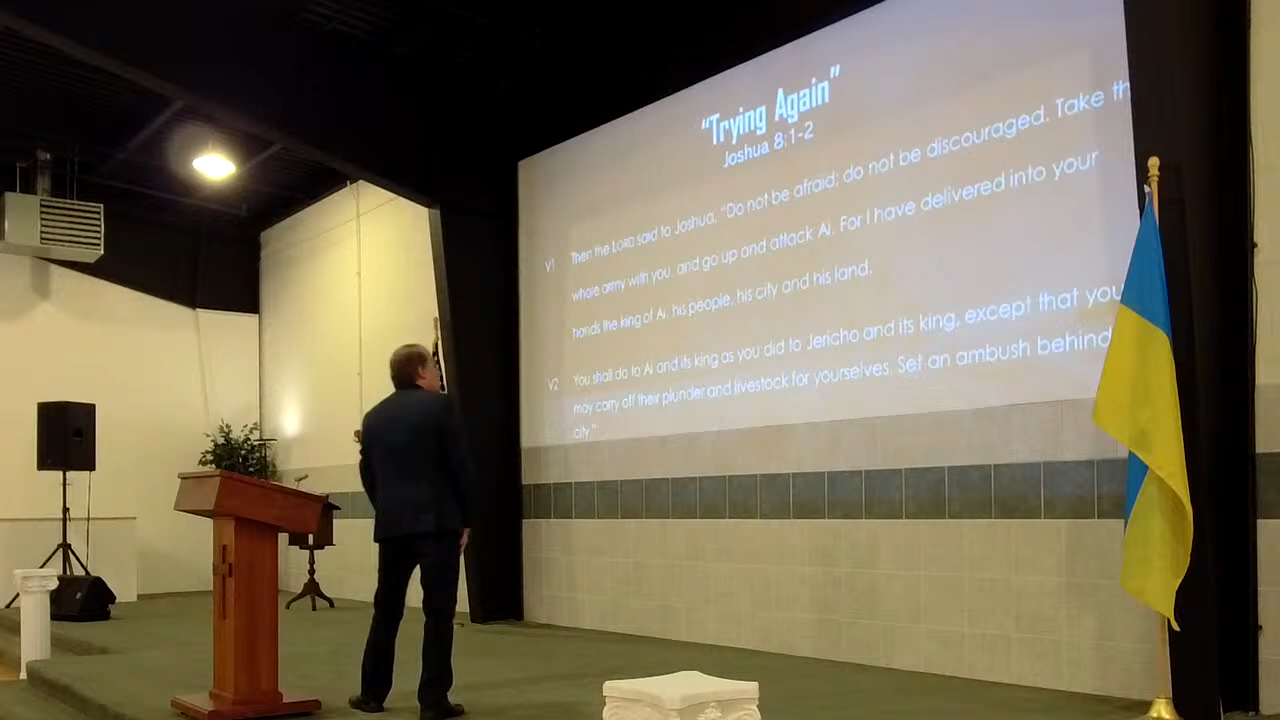 “Trying Again”
Joshua 8:1-2
V1 Then the LORD said to Joshua, “Do not be afraid; do not be discouraged. Take
whole army with you, and go up and attack Ai. For I have delivered into your
hands the king of Ai, his people, his city and his land.
V2 You shall do to Ai and its king as you did to Jericho and its king, except that you
may carry off their plunder and livestock for yourselves. Set an ambush behind
city.”